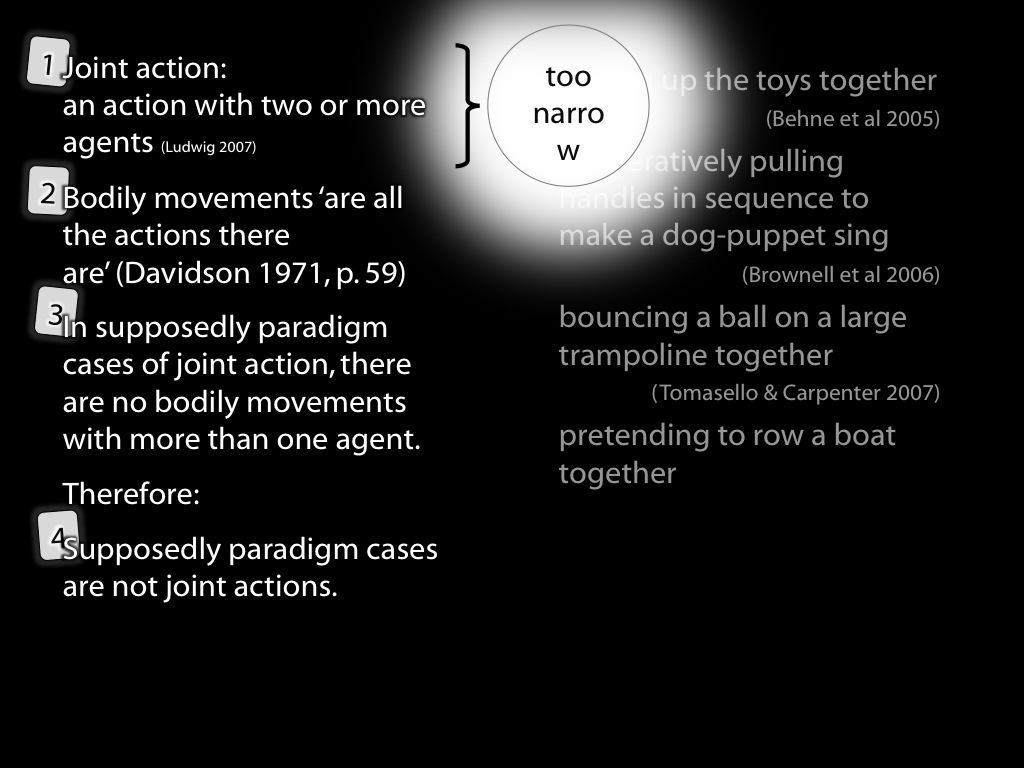 1
Joint action:
an action with two or more
agents (Ludwig 2007)
2
Bodily movements ‘are all
the actions there
are’ (Davidson 1971, p. 59)
3
In supposedly paradigm
cases of joint action, there
are no bodily movements
with more than one agent.
Therefore:
4
Supposedly paradigm cases
are not joint actions.
too
narro
w
up the toys together
(Behne et al 2005)
pulling
handles in sequence to
make a dog-puppet sing
(Brownell et al 2006)
bouncing a ball on a large
trampoline together
(Tomasello & Carpenter 2007)
pretending to row a boat
together